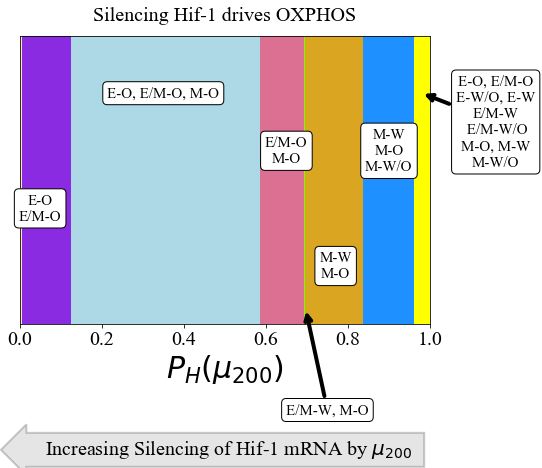 Silencing Hif-1 drives OXPHOS
E-O, E/M-O, M-O
E-O, E/M-O
E-W/O, E-W
E/M-W
E/M-W/O
M-O, M-W
M-W/O
E/M-O
M-O
M-W
M-O
M-W/O
E-O
E/M-O
M-W
M-O
0.0 0.2 0.4 0.6 0.8 1.0
P_H(μ_200)
E/M-W, M-O
Increasing Silencing of Hif-1 mRNA by μ_200